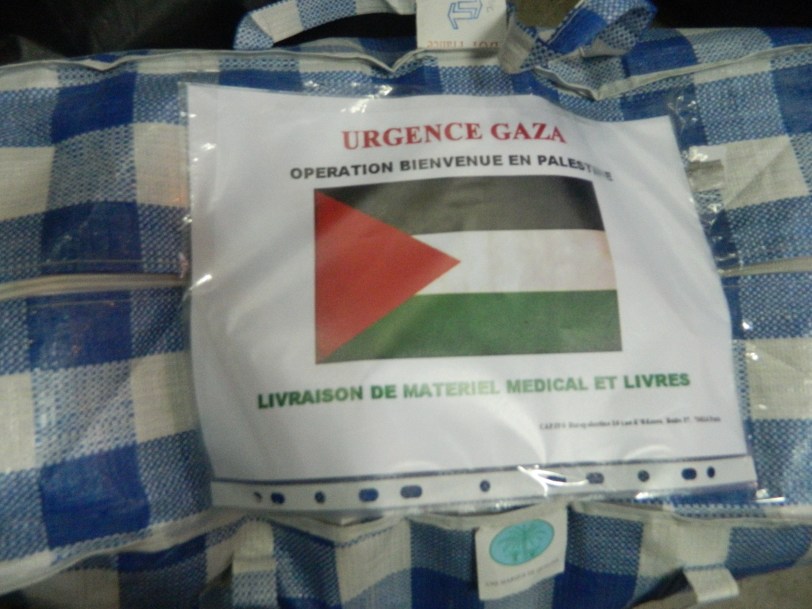 URGENCE GAZA
OPERATION BIENVENUE EN PALESTINE
LIVRAISON DE MATERIEL MEDICAL ET LIVRES